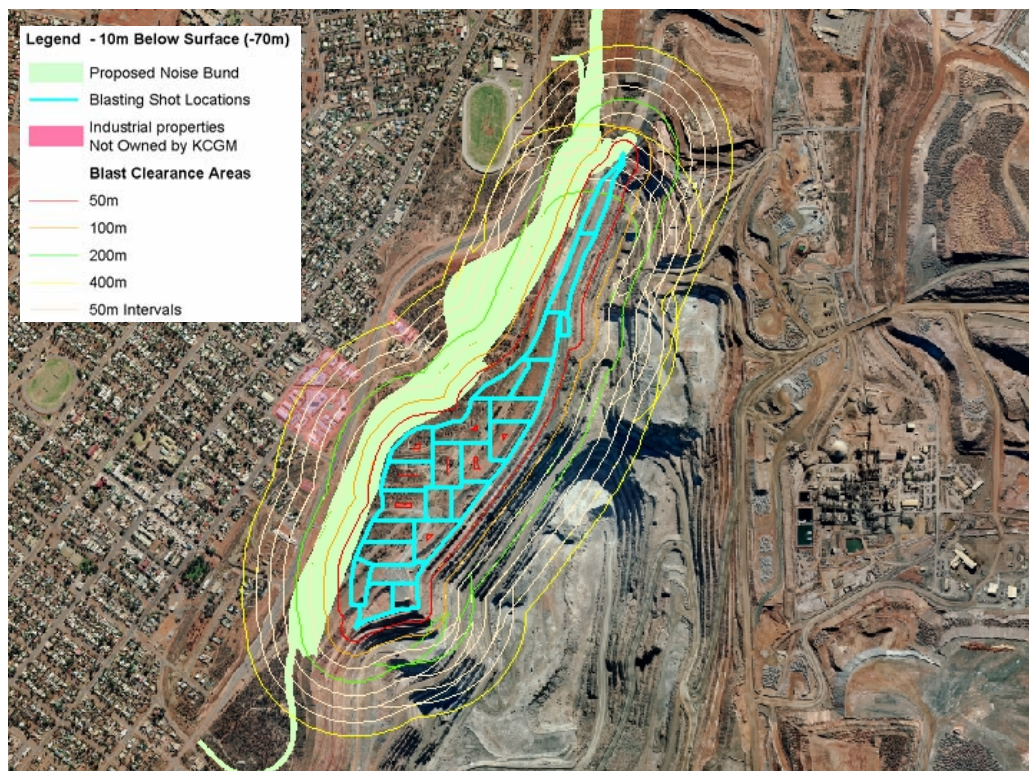 Legend - 10m Below Surface (-70m)
Proposed Noise Bund
Blasting Shot Locations
Industrial properties
Not Owned by KCGM
Blast Clearance Areas
50m
100m
200m
400m
50m Intervals